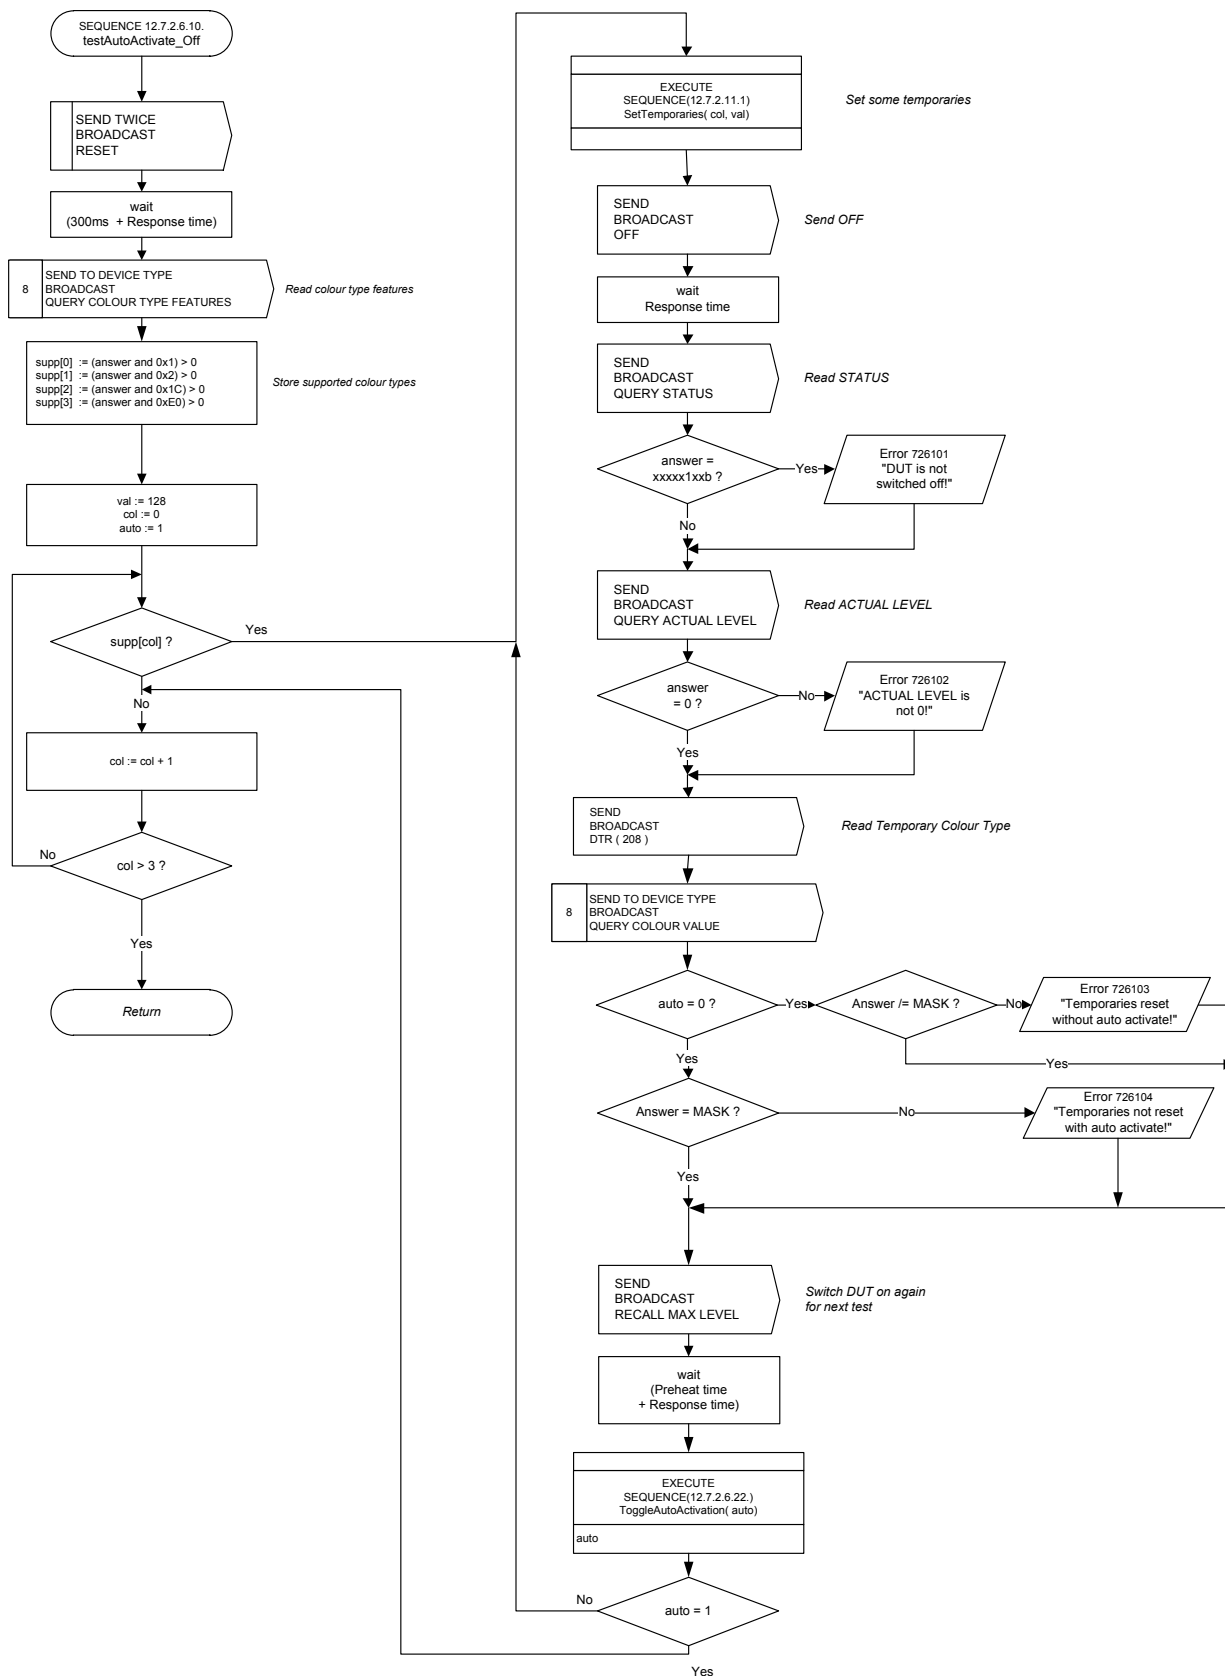 SEQUENCE 12.7.2.6.10.
testAutoActivate_Off
SEND TWICE
BROADCAST
RESET
wait
(300ms + Response time)
8
SEND TO DEVICE TYPE
BROADCAST
QUERY COLOUR TYPE FEATURES
Read colour type features
supp[0] := (answer and 0x1) > 0
supp[1] := (answer and 0x2) > 0
supp[2] := (answer and 0x1C) > 0
supp[3] := (answer and 0xE0) > 0
Store supported colour types
val := 128
col := 0
auto := 1
supp[col] ?
Yes
No
col := col + 1
No
col > 3 ?
Yes
Return
EXECUTE
SEQUENCE(12.7.2.11.1)
SetTemporaries( col, val)
Set some temporaries
SEND
BROADCAST
OFF
Send OFF
wait
Response time
SEND
BROADCAST
QUERY STATUS
Read STATUS
answer =
xxxxx1xxb ?
Yes
Error 726101
"DUT is not
switched off!"
No
SEND
BROADCAST
QUERY ACTUAL LEVEL
Read ACTUAL LEVEL
answer
= 0 ?
No
Error 726102
"ACTUAL LEVEL is
not 0!"
Yes
SEND
BROADCAST
DTR ( 208 )
Read Temporary Colour Type
8
SEND TO DEVICE TYPE
BROADCAST
QUERY COLOUR VALUE
auto = 0 ?
Yes
Answer /= MASK ?
No
Error 726103
"Temporaries reset
without auto activate!"
Yes
Yes
Answer = MASK ?
No
Error 726104
"Temporaries not reset
with auto activate!"
Yes
SEND
BROADCAST
RECALL MAX LEVEL
Switch DUT on again
for next test
wait
(Preheat time
+ Response time)
EXECUTE
SEQUENCE(12.7.2.6.22.)
ToggleAutoActivation( auto)
auto
No
auto = 1
Yes